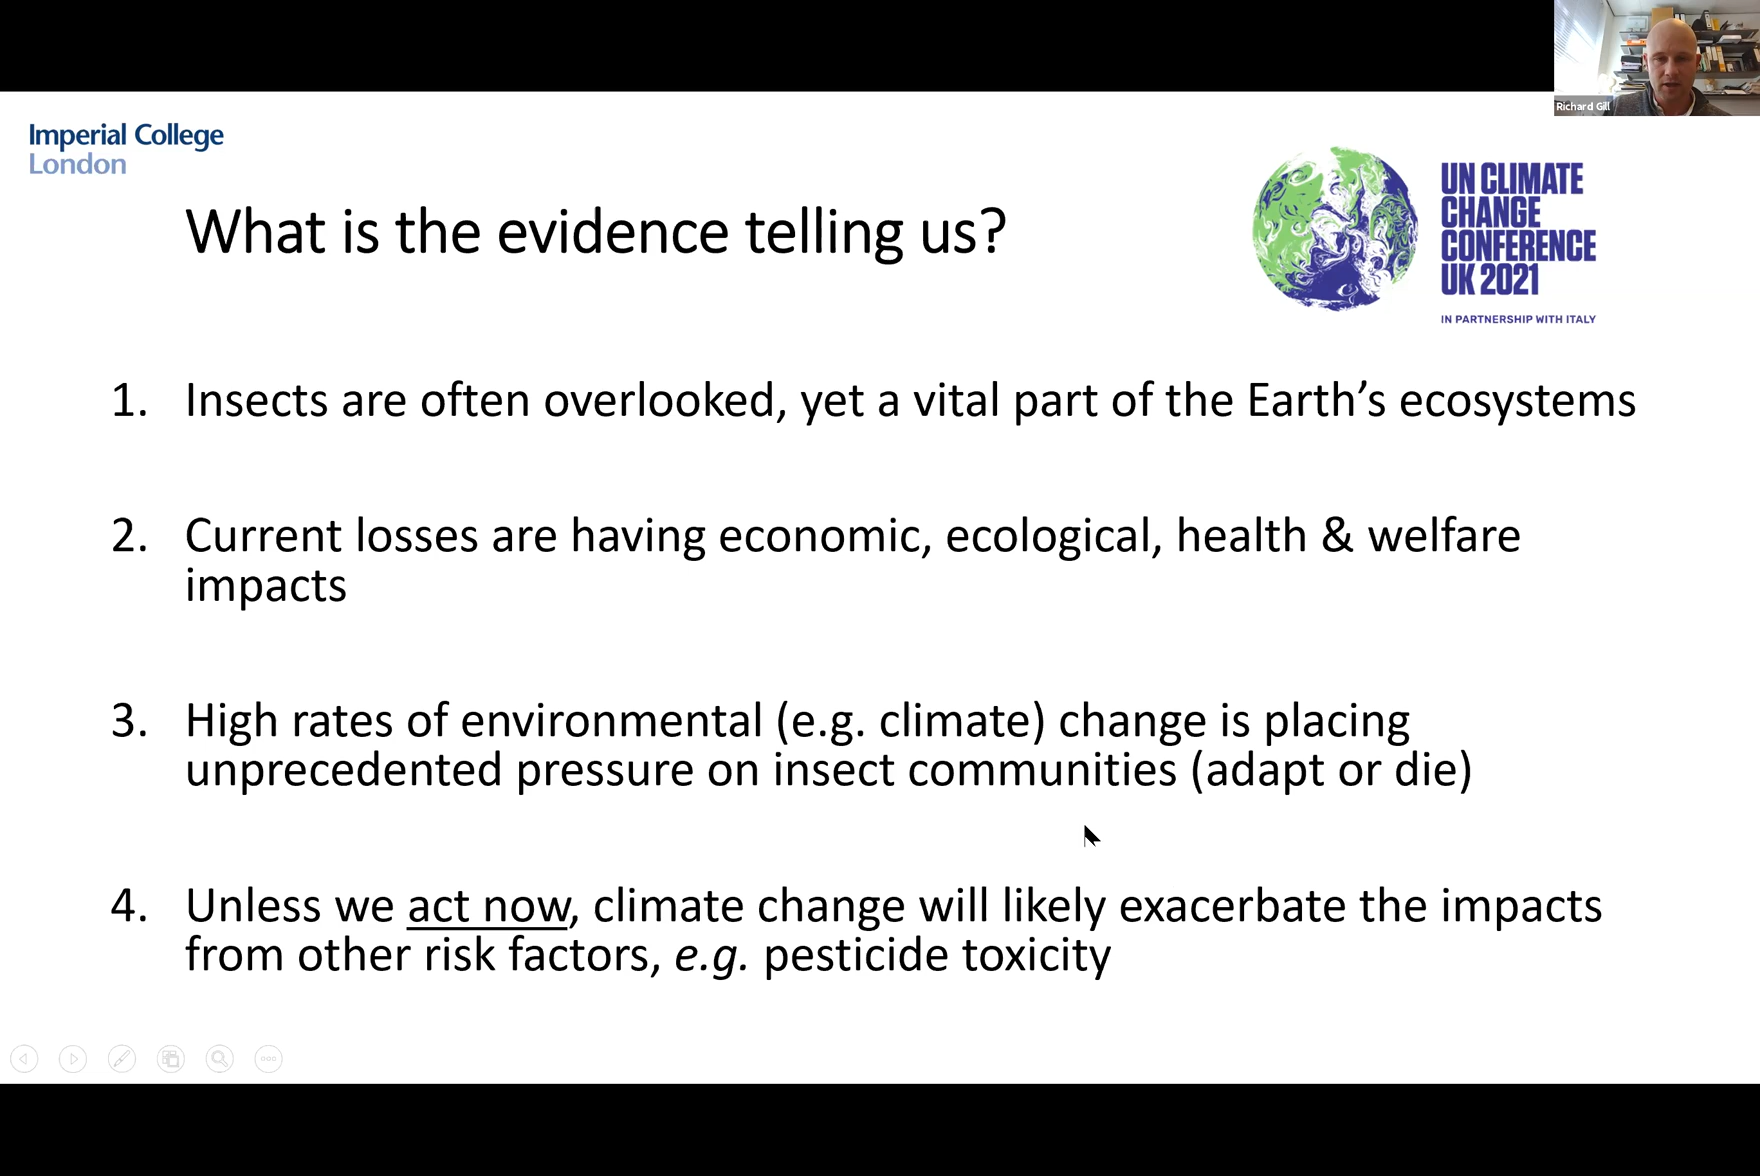 Richard Gill
Imperial College
London
UN CLIMATE
CHANGE
CONFERENCE
UK 2021
IN PARTNERSHIP WITH ITALY
What is the evidence telling us?
1. Insects are often overlooked, yet a vital part of the Earth’s ecosystems
2. Current losses are having economic, ecological, health & welfare
impacts
3. High rates of environmental (e.g. climate) change is placing
unprecedented pressure on insect communities (adapt or die)
4. Unless we act now, climate change will likely exacerbate the impacts
from other risk factors, e.g. pesticide toxicity